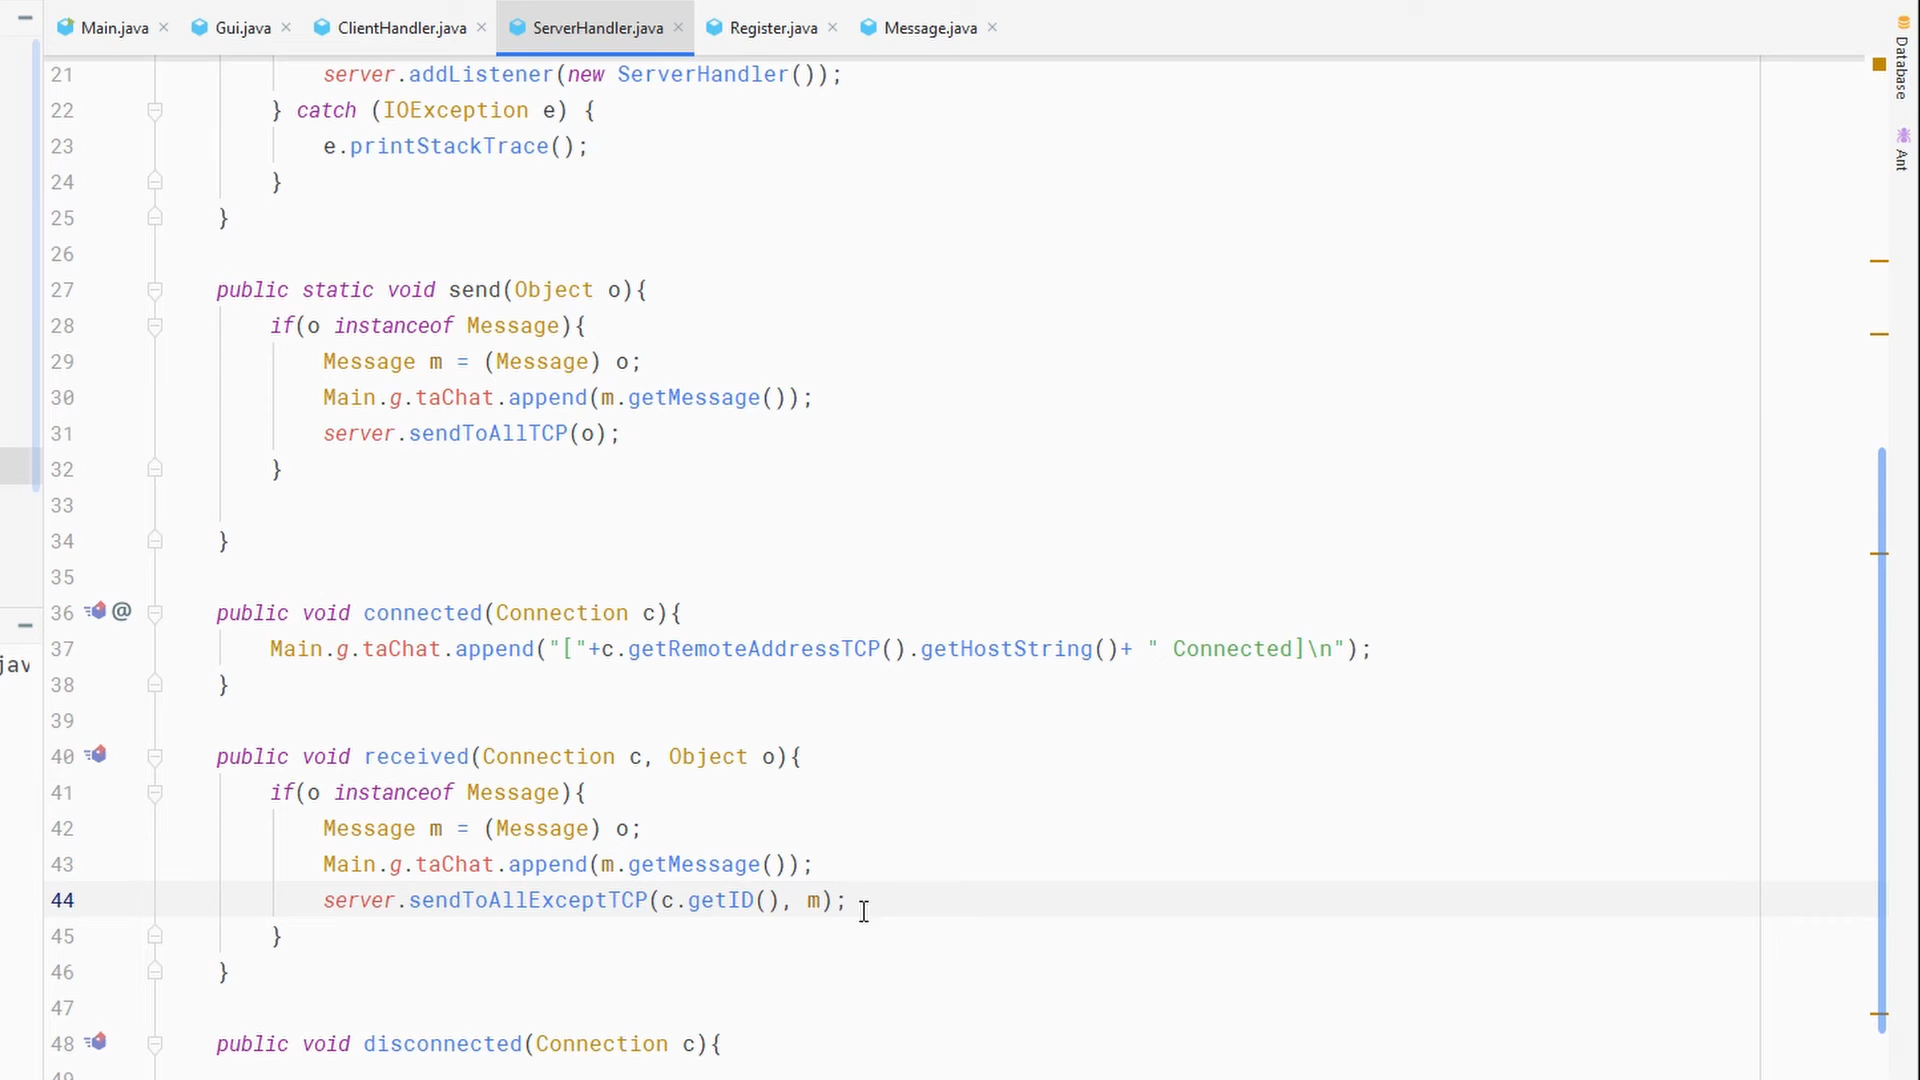 Main.java
Gui.java
ClientHandler.java
ServerHandler.java
Register.java
Message.java
Database
Ant
jav
21 server.addListener(new ServerHandler());
22 } catch (IOException e) {
23 e.printStackTrace();
24 }
25 }
26
27 public static void send(Object o){
28 if(o instanceof Message){
29 Message m = (Message) o;
30 Main.g.taChat.append(m.getMessage());
31 server.sendToAllTCP(o);
32 }
33
34 }
35
36 @ public void connected(Connection c){
37 Main.g.taChat.append("["+c.getRemoteAddressTCP().getHostString()+ " Connected]\n");
38 }
39
40 public void received(Connection c, Object o){
41 if(o instanceof Message){
42 Message m = (Message) o;
43 Main.g.taChat.append(m.getMessage());
44 server.sendToAllExceptTCP(c.getID(), m);
45 }
46 }
47
48 public void disconnected(Connection c){
49